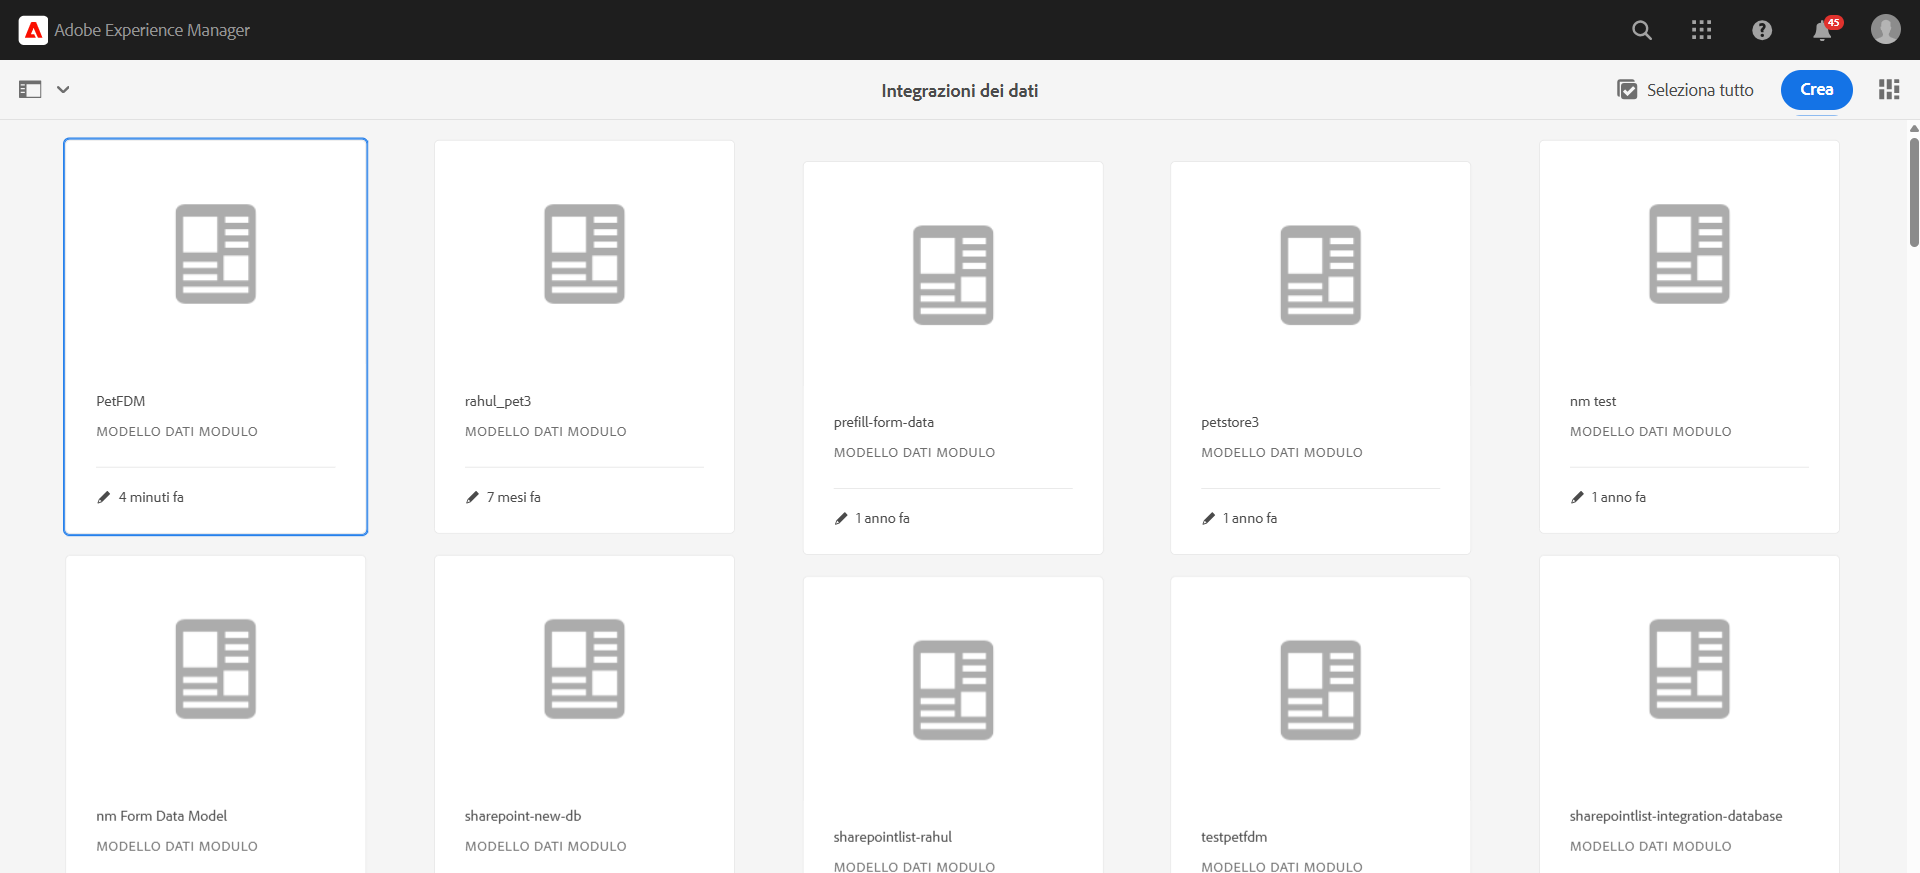 Adobe Experience Manager
45
Integrazioni dei dati
Seleziona tutto
Crea
PetFDM
MODELLO DATI MODULO
4 minuti fa
rahul_pet3
MODELLO DATI MODULO
7 mesi fa
prefill-form-data
MODELLO DATI MODULO
1 anno fa
petstore3
MODELLO DATI MODULO
1 anno fa
nm test
MODELLO DATI MODULO
1 anno fa
nm Form Data Model
MODELLO DATI MODULO
sharepoint-new-db
MODELLO DATI MODULO
sharepointlist-rahul
MODELLO DATI MODULO
testpetfdm
MODELLO DATI MODULO
sharepointlist-integration-database
MODELLO DATI MODULO